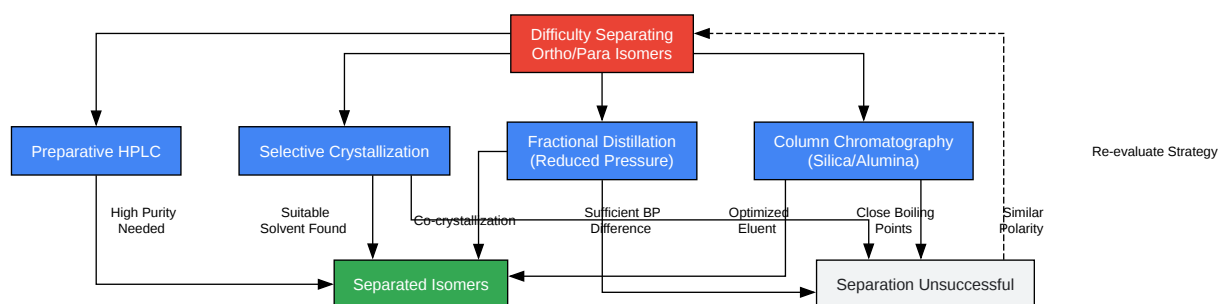 Difficulty Separating
Ortho/Para Isomers
Preparative HPLC
Selective Crystallization
Fractional Distillation
(Reduced Pressure)
Column Chromatography
(Silica/Alumina)
Re-evaluate Strategy
High Purity
Needed
Suitable
Solvent Found
Co-crystallization
Sufficient BP
Difference
Optimized
Eluent
Close Boiling
Points
Similar
Polarity
Separated Isomers
Separation Unsuccessful